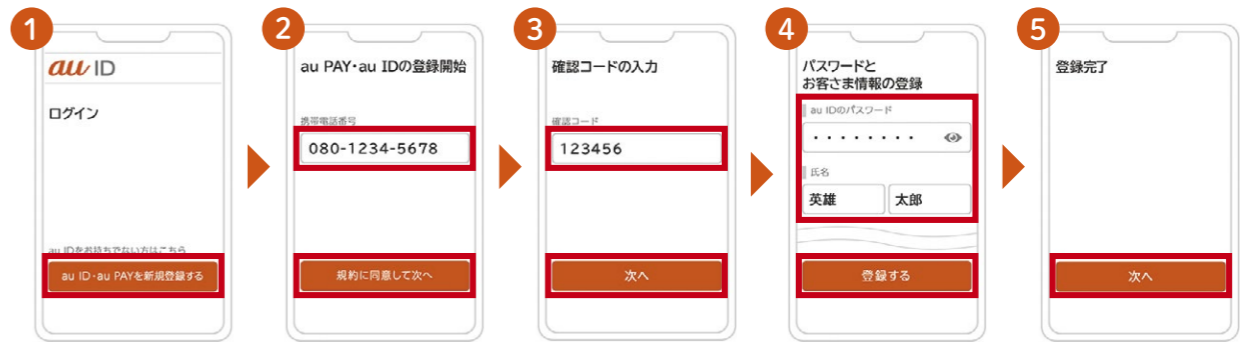 1
au ID
ログイン
au IDをお持ちでない方はこちら
au ID・au PAYを新規登録する
2
au PAY・au IDの登録開始
携帯電話番号
080-1234-5678
規約に同意して次へ
3
確認コードの入力
確認コード
123456
次へ
4
パスワードと
お客さま情報の登録
au IDのパスワード
・・・・・・・・
氏名
英雄 太郎
登録する
5
登録完了
次へ